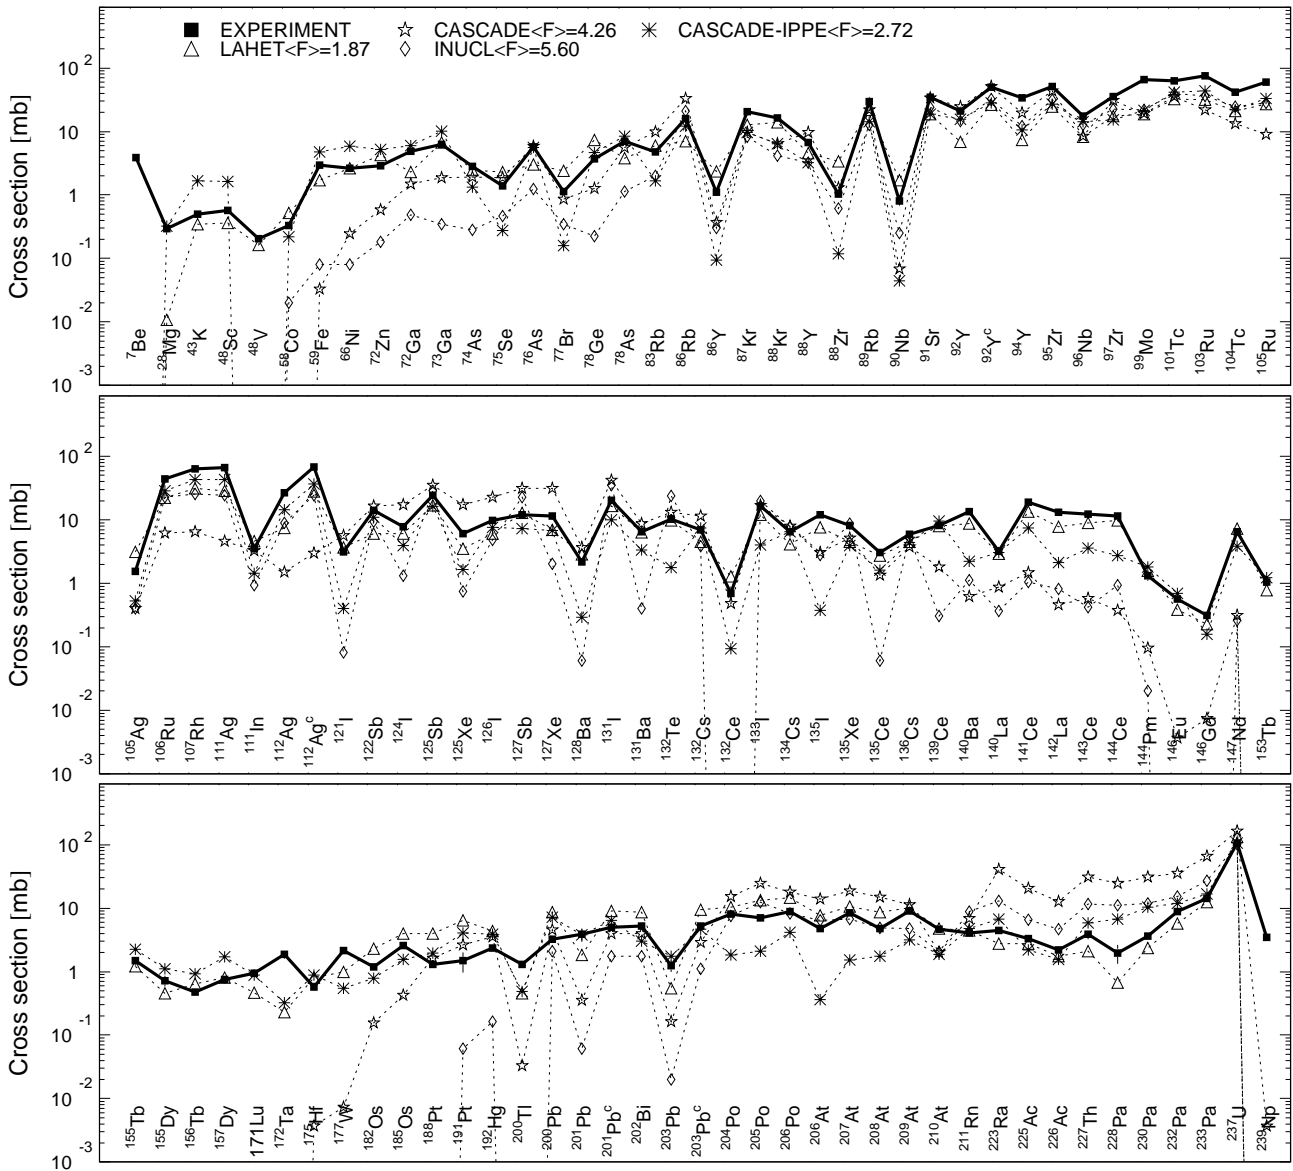 EXPERIMENT
CASCADE<F>=4.26
CASCADE-IPPE<F>=2.72
LAHET<F>=1.87
INUCL<F>=5.60
Cross section [mb]
10 2
10
1
10 -1
10 -2
10 -3
7Be 28Mg 43K 48Sc 48V 58Co 59Fe 66Ni 72Zn 72Ga 73Ga 74As 75Se 76As 77Br 78Ge 78As 83Rb 86Rb 86Y 87Kr 88Kr 88Y 88Zr 89Rb 90Nb 91Sr 92Y 92Yc 94Y 95Zr 96Nb 97Zr 99Mo 101Tc 103Ru 104Tc 105Ru
Cross section [mb]
10 2
10
1
10 -1
10 -2
10 -3
105Ag 106Ru 107Rh 111Ag 111In 112Ag 112Agc 121I 122Sb 124I 125Sb 125Xe 126I 127Sb 127Xe 128Ba 131I 131Ba 132Te 132Cs 132Ce 133I 134Cs 135I 135Xe 135Ce 136Cs 139Ce 140Ba 140La 141Ce 142La 143Ce 144Ce 144Pm 146Eu 146Gd 147Nd 153Tb
Cross section [mb]
10 2
10
1
10 -1
10 -2
10 -3
155Tb 155Dy 156Tb 157Dy 171Lu 172Ta 175Hf 177W 182Os 185Os 188Pt 191Pt 192Hg 200Tl 200Pb 201Pb 201Pbc 202Bi 203Pb 203Pbc 204Po 205Po 206Po 206At 207At 208At 209At 210At 211Rn 223Ra 225Ac 226Ac 227Th 228Pa 230Pa 232Pa 233Pa 237U 239Np